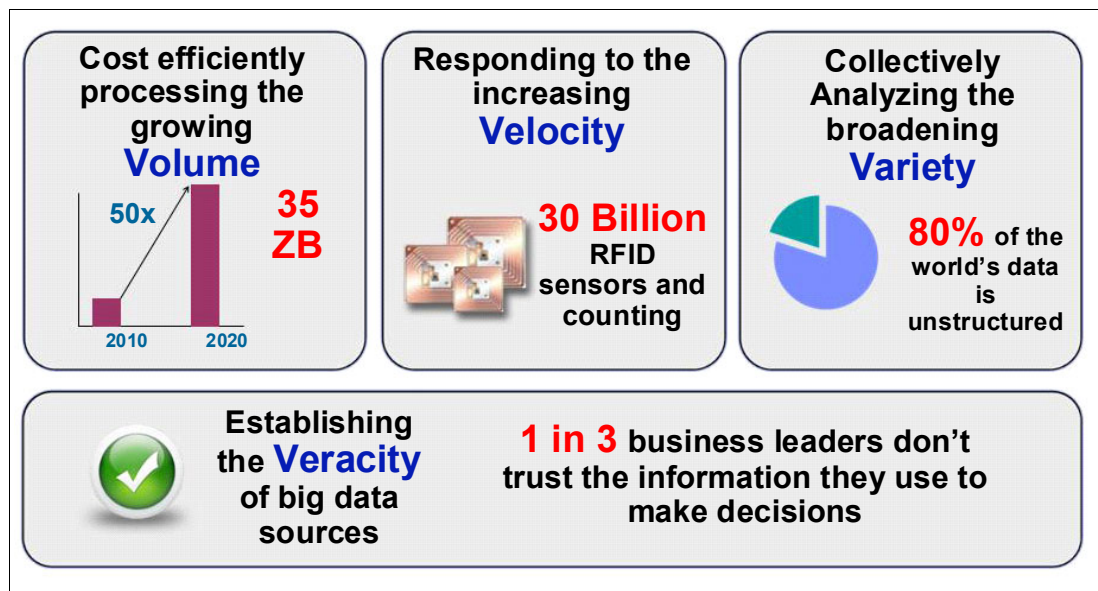 Cost efficiently
processing the
growing
Volume
50x
35
ZB
2010
2020
Responding to the
increasing
Velocity
30 Billion
RFID
sensors and
counting
Collectively
Analyzing the
broadening
Variety
80% of the
world's data
is
unstructured
Establishing
the Veracity
of big data
sources
1 in 3 business leaders don't
trust the information they use to
make decisions